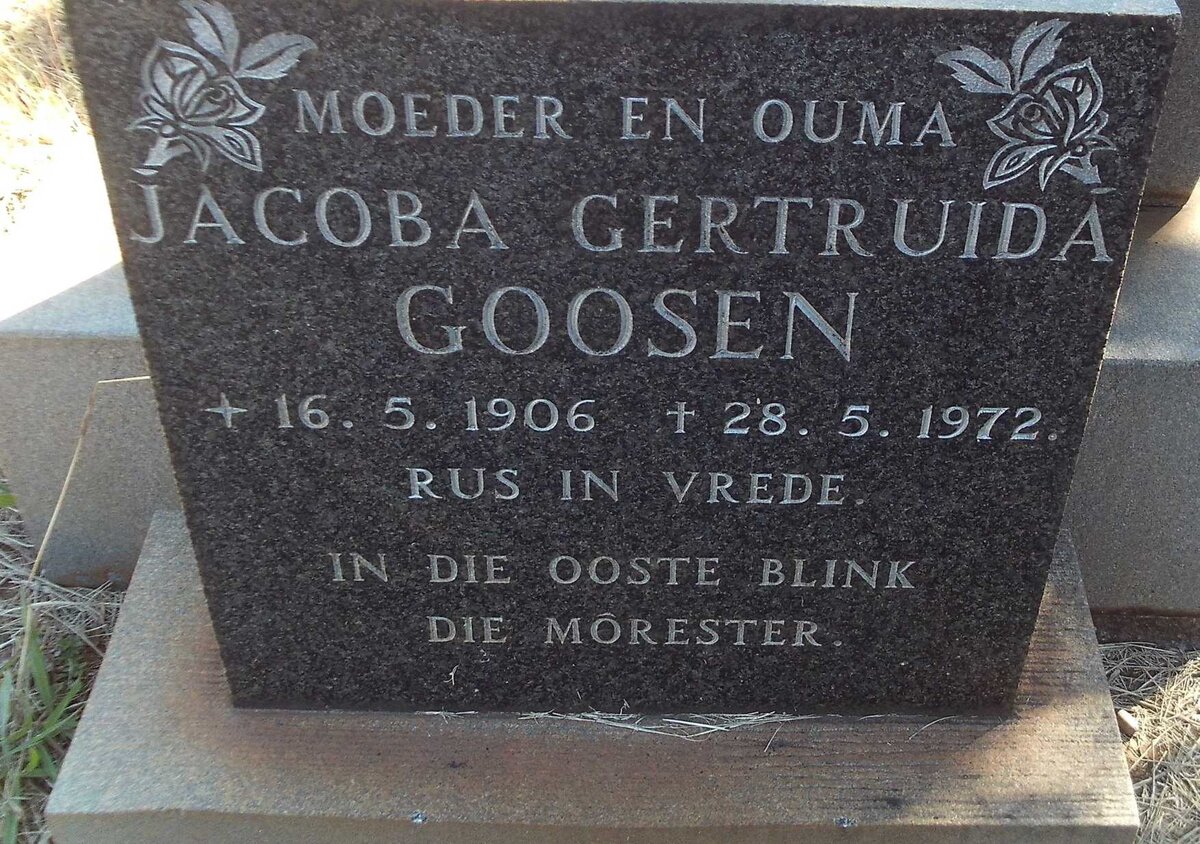 MOEDER EN OUMA
JACOBA GERTRUIDA
GOOSEN
+ 16. 5. 1906 † 28. 5. 1972.
RUS IN VREDE.
IN DIE OOSTE BLINK
DIE MÔRESTER.